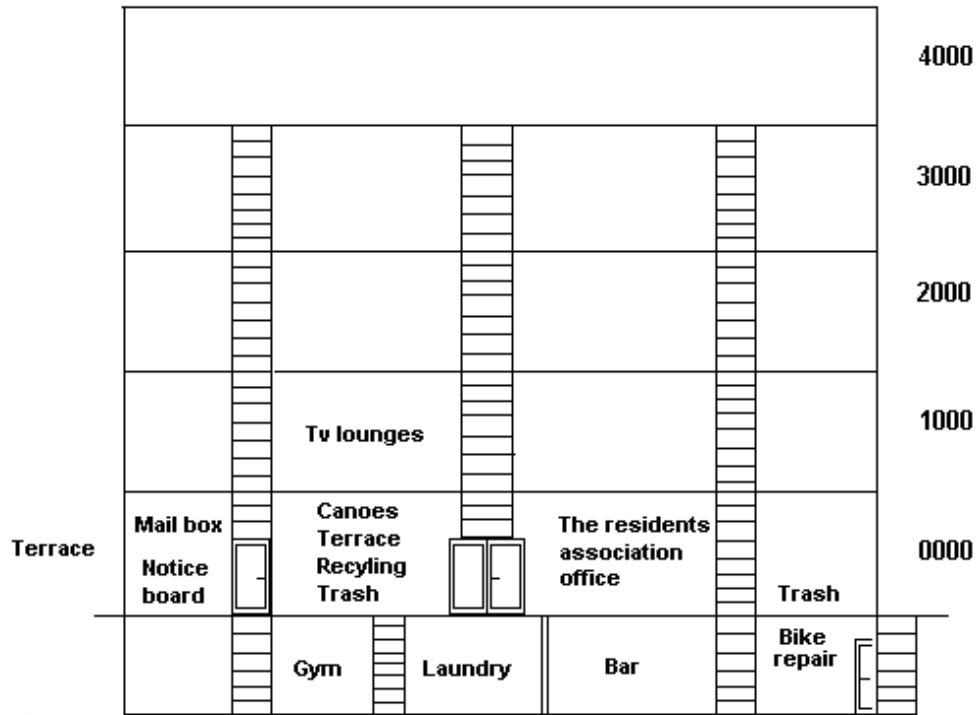 4000
3000
2000
Tv lounges
1000
Mail box
Notice
board
Canoes
Terrace
Recyling
Trash
The residents
association
office
Terrace
0000
Trash
Gym
Laundry
Bar
Bike
repair